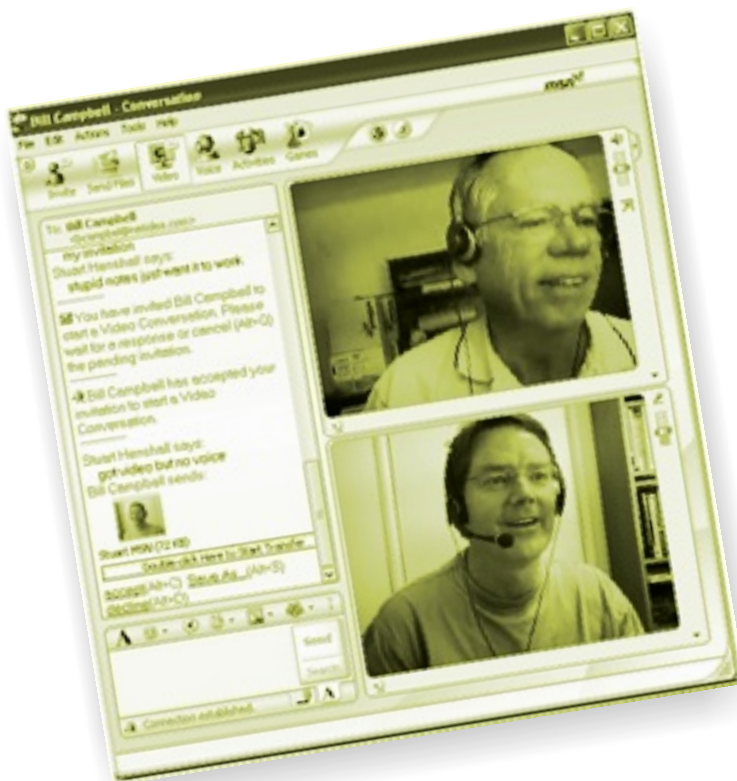 Bill Campbell - Conversation
msn
File Edit Actions Tools Help
Invite Send Files Video Voice Activities Games
To: Bill Campbell
my invitation
Stuart Henshall says:
stupid notes just want it to work
You have invited Bill Campbell to
start a Video Conversation. Please
wait for a response or cancel (Alt+Q)
the pending invitation.
Bill Campbell has accepted your
invitation to start a Video
Conversation.
Stuart Henshall says:
got video but no voice
Bill Campbell sends:
Stuart MSN (72 KB)
Double-click Here to Start Transfer
Accept(Alt+C) Save As...(Alt+S)
Decline(Alt+D)
A
Send
Search
A
Connection established.